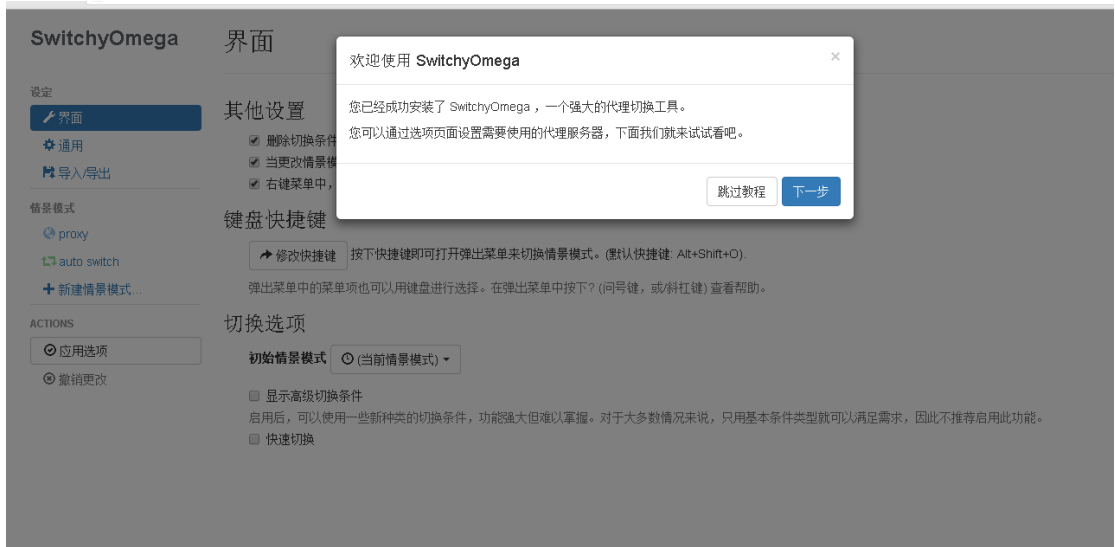 SwitchyOmega
界面
设定
界面
通用
导入/导出
情景模式
proxy
auto switch
新建情景模式...
ACTIONS
应用选项
撤销更改
欢迎使用 SwitchyOmega
×
您已经成功安装了 SwitchyOmega ，一个强大的代理切换工具。
您可以通过选项页面设置需要使用的代理服务器，下面我们就来试试看吧。
跳过教程 下一步
其他设置
删除切换条件
当更改情景模
右键菜单中，
键盘快捷键
修改快捷键 按下快捷键即可打开弹出菜单来切换情景模式。(默认快捷键: Alt+Shift+O).
弹出菜单中的菜单项也可以用键盘进行选择。在弹出菜单中按下? (问号键，或/斜杠键) 查看帮助。
切换选项
初始情景模式 (当前情景模式)
显示高级切换条件
启用后，可以使用一些新种类的切换条件，功能强大但难以掌握。对于大多数情况来说，只用基本条件类型就可以满足需求，因此不推荐启用此功能。
快速切换